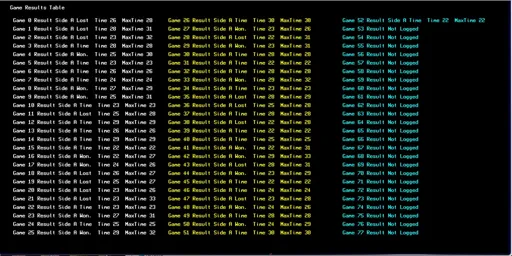 Game Results Table
Game 0 Result Side A Lost Time 26 MaxTime 28
Game 1 Result Side A Lost Time 28 MaxTime 31
Game 2 Result Side A Lost Time 23 MaxTime 32
Game 3 Result Side A Time Time 28 MaxTime 28
Game 4 Result Side A Won. Time 25 MaxTime 30
Game 5 Result Side A Lost Time 23 MaxTime 23
Game 6 Result Side A Time Time 26 MaxTime 26
Game 7 Result Side A Time Time 24 MaxTime 24
Game 8 Result Side A Won. Time 27 MaxTime
Game 9 Result Side A Lost Time 25 MaxTime 31
Game 10 Result Side A Time Time 23 MaxTime 23
Game 11 Result Side A Lost Time 25 MaxTime 28
Game 12 Result Side A Time Time 29 MaxTime 29
Game 13 Result Side A Time Time 26 MaxTime 26
Game 14 Result Side A Time Time 29 MaxTime 29
Game 15 Result Side A Time Time 22 MaxTime 22
Game 16 Result Side A Won. Time 22 MaxTime 27
Game 17 Result Side A Won. Time 24 MaxTime 26
Game 18 Result Side A Lost Time MaxTime 28
Game 19 Result Side A Lost Time 25 MaxTime 27
Game 20 Result Side A Lost Time 23 MaxTime 26
Game 21 Result Side A Lost Time 23 MaxTime 33
Game 22 Result Side A Time Time 23 MaxTime 23
Game 23 Result Side A Won. Time 27 MaxTime 31
Game 24 Result Side A Won. Time 24 MaxTime
Game 25 Result Side A Won. Time 29 MaxTime 32
Game 26 Result Side A Time Time 30 MaxTime 30
Game 27 Result Side A Won. Time 23 MaxTime 26
Game 28 Result Side A Lost Time 22 MaxTime 31
Game 29 Result Side A Won. Time 23 MaxTime 31
Game 30 Result Side A Time Time 28 MaxTime 28
Game 31 Result Side A Time Time 22 MaxTime 22
Game 32 Result Side A Time Time 28 MaxTime 28
Game 33 Result Side A Won. Time 29 MaxTime 32
Game 34 Result Side A Time Time 23 MaxTime 23
Game 35 Result Side A Lost Time 28 MaxTime 29
Game 36 Result Side A Lost Time 25 MaxTime 28
Game 37 Result Side A Time Time 28 MaxTime 28
Game 38 Result Side A Lost Time 22 MaxTime 28
Game 39 Result Side A Time Time 22 MaxTime 22
Game 40 Result Side A Time Time 25 MaxTime 25
Game 41 Result Side A Won. Time 22 MaxTime 31
Game 42 Result Side A Won. Time 29 MaxTime 33
Game 43 Result Side A Lost Time 28 MaxTime 31
Game 44 Result Side A Won. Time 23 MaxTime 29
Game 45 Result Side A Time Time 22 MaxTime 22
Game 46 Result Side A Time Time 24 MaxTime 24
Game 47 Result Side A Lost Time 23 MaxTime 28
Game 48 Result Side A Won. Time 24 MaxTime 26
Game 49 Result Side A Time Time 28 MaxTime 28
Game 50 Result Side A Won. Time 24 MaxTime 29
Game 51 Result Side A Time Time 30 MaxTime 30
Game 52 Result Side A Time Time 22 MaxTime 22
Game 53 Result Not Logged
Game 54 Result Not Logged
Game 55 Result Not Logged
Game 56 Result Not Logged
Game 57 Result Not Logged
Game 58 Result Not Logged
Game 59 Result Not Logged
Game 60 Result Not Logged
Game 61 Result Not Logged
Game 62 Result Not Logged
Game 63 Result Not Logged
Game 64 Result Not Logged
Game 65 Result Not Logged
Game 66 Result Not Logged
Game 67 Result Not Logged
Game 68 Result Not Logged
Game 69 Result Not Logged
Game 70 Result Not Logged
Game 71 Result Not Logged
Game 72 Result Not Logged
Game 73 Result Not Logged
Game 74 Result Not Logged
Game 75 Result Not Logged
Game 76 Result Not Logged
Game 77 Result Not Logged